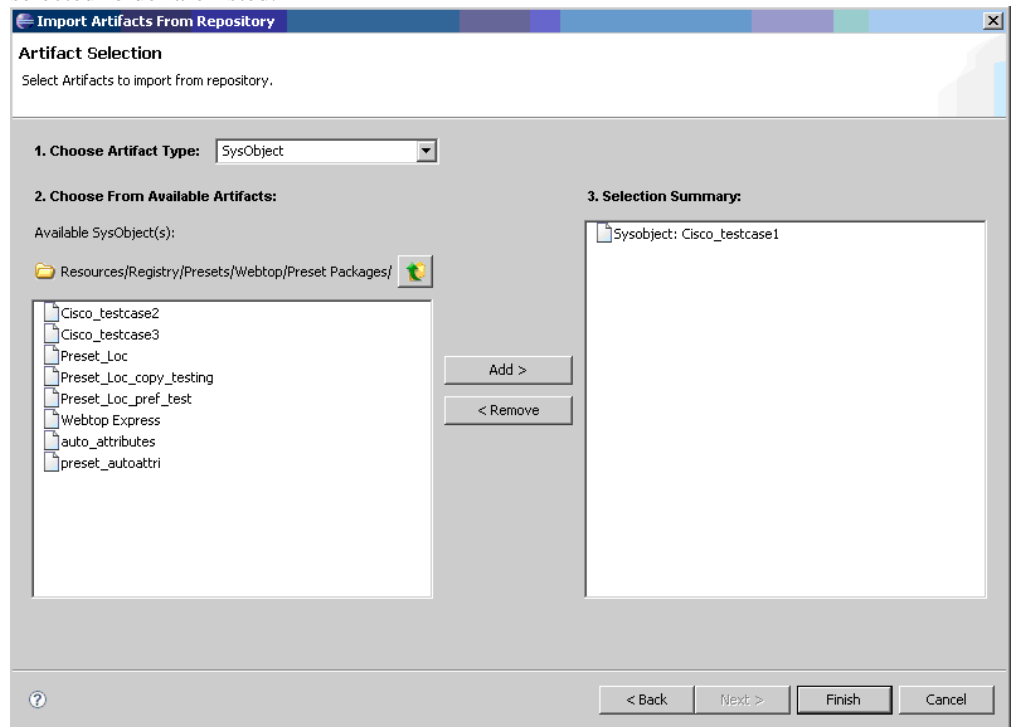 Import Artifacts From Repository
Artifact Selection
Select Artifacts to import from repository.
1. Choose Artifact Type: SysObject
2. Choose From Available Artifacts:
Available SysObject(s):
Resources/Registry/Presets/Webtop/Preset Packages/
Cisco_testcase2
Cisco_testcase3
Preset_Loc
Preset_Loc_copy_testing
Preset_Loc_pref_test
Webtop Express
auto_attributes
preset_autoattri
Add >
< Remove
3. Selection Summary:
Sysobject: Cisco_testcase1
?
< Back
Next >
Finish
Cancel